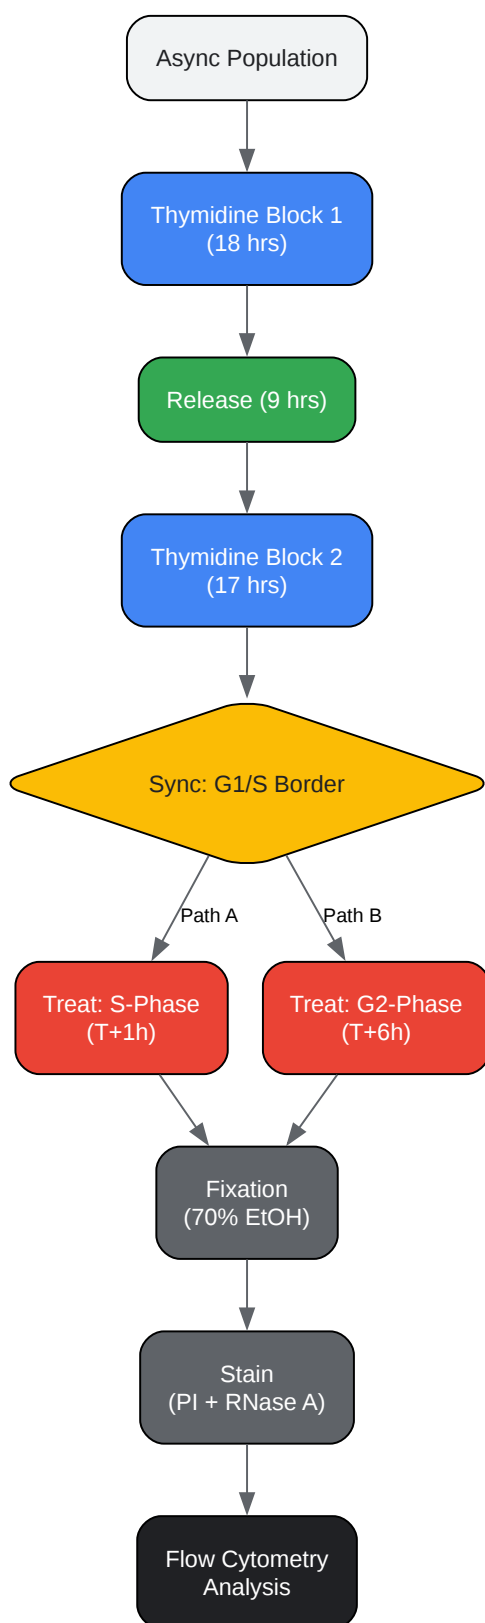 Async Population
Thymidine Block 1
(18 hrs)
Release (9 hrs)
Thymidine Block 2
(17 hrs)
Sync: G1/S Border
Path A
Path B
Treat: S-Phase
(T+1h)
Treat: G2-Phase
(T+6h)
Fixation
(70% EtOH)
Stain
(PI + RNase A)
Flow Cytometry
Analysis